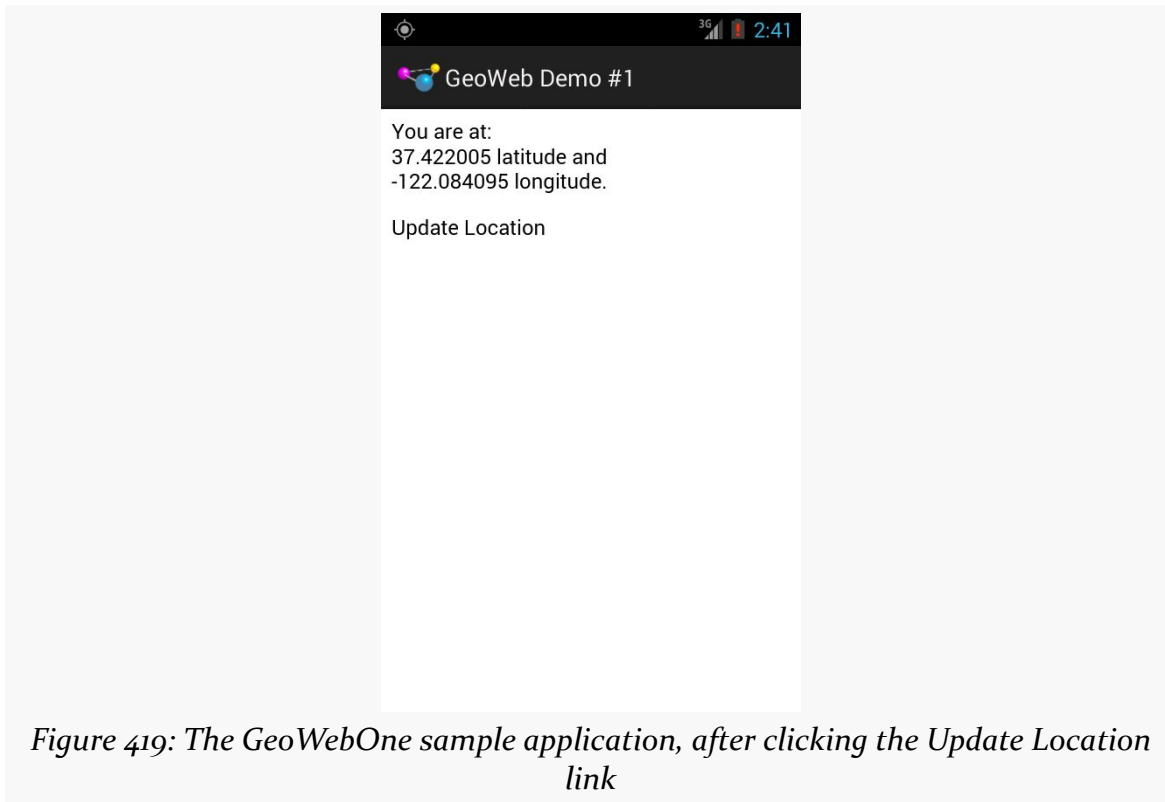 3G 2:41
GeoWeb Demo #1
You are at:
37.422005 latitude and
-122.084095 longitude.
Update Location
Figure 419: The GeoWebOne sample application, after clicking the Update Location
link